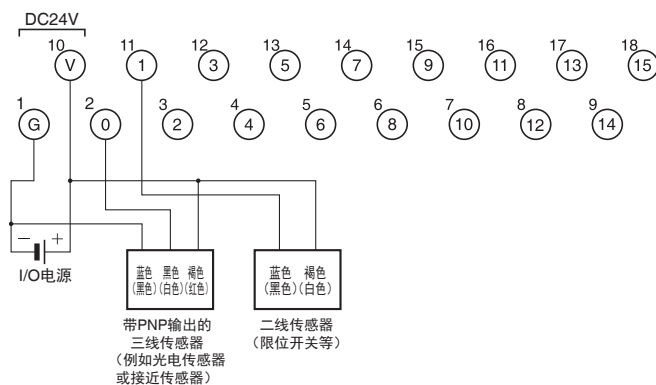 DC24V
10 11 12 13 14 15 16 17 18
V 1 3 5 7 9 11 13 15
1 2 3 4 5 6 7 8 9
G 0 2 4 6 8 10 12 14
− +
I/O电源
蓝色 黑色 褐色
(黑色)(白色)(红色)
蓝色 褐色
(黑色)(白色)
带PNP输出的
三线传感器
（例如光电传感器
或接近传感器）
二线传感器
（限位开关等）